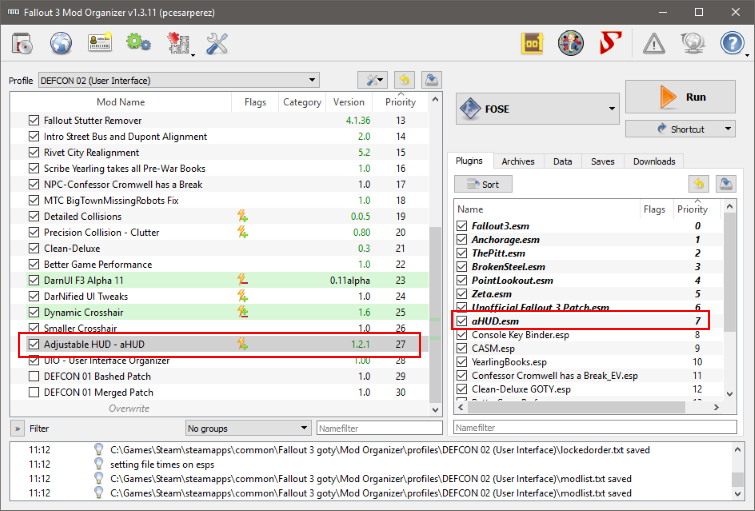 Fallout 3 Mod Organizer v1.3.11 (pcesarperez)
Profile DEFCON 02 (User Interface)
Mod Name Flags Category Version Priority
Fallout Stutter Remover 4.1.36 13
Intro Street Bus and Dupont Alignment 2.0 14
Rivet City Realignment 5.2 15
Scribe Yearling takes all Pre-War Books 1.0 16
NPC-Confessor Cromwell has a Break 1.0 17
MTC BigTownMissingRobots Fix 1.0 18
Detailed Collisions 0.0.5 19
Precision Collision - Clutter 0.80 20
Clean-Deluxe 0.3 21
Better Game Performance 1.0 22
DarnUI F3 Alpha 11 0.11alpha 23
DarNified UI Tweaks 1.0 24
Dynamic Crosshair 1.6 25
Smaller Crosshair 1.0 26
Adjustable HUD - aHUD 1.2.1 27
UIO - User Interface Organizer 1.00 28
DEFCON 01 Bashed Patch 1.0 29
DEFCON 01 Merged Patch 1.0 30
Overwrite
» Filter No groups Namefilter
FOSE
Run
Shortcut
Plugins Archives Data Saves Downloads
Sort
Name Flags Priority
Fallout3.esm 0
Anchorage.esm 1
ThePitt.esm 2
BrokenSteel.esm 3
PointLookout.esm 4
Zeta.esm 5
Unofficial Fallout 3 Patch.esm 6
aHUD.esm 7
Console Key Binder.esp 8
CASM.esp 9
YearlingBooks.esp 10
Confessor Cromwell has a Break_EV.esp 11
Clean-Deluxe GOTY.esp 12
Namefilter
11:12 C:\Games\Steam\steamapps\common\Fallout 3 goty\Mod Organizer\profiles\DEFCON 02 (User Interface)\lockedorder.txt saved
11:12 setting file times on esps
11:12 C:\Games\Steam\steamapps\common\Fallout 3 goty\Mod Organizer\profiles\DEFCON 02 (User Interface)\modlist.txt saved
11:12 C:\Games\Steam\steamapps\common\Fallout 3 goty\Mod Organizer\profiles\DEFCON 02 (User Interface)\modlist.txt saved